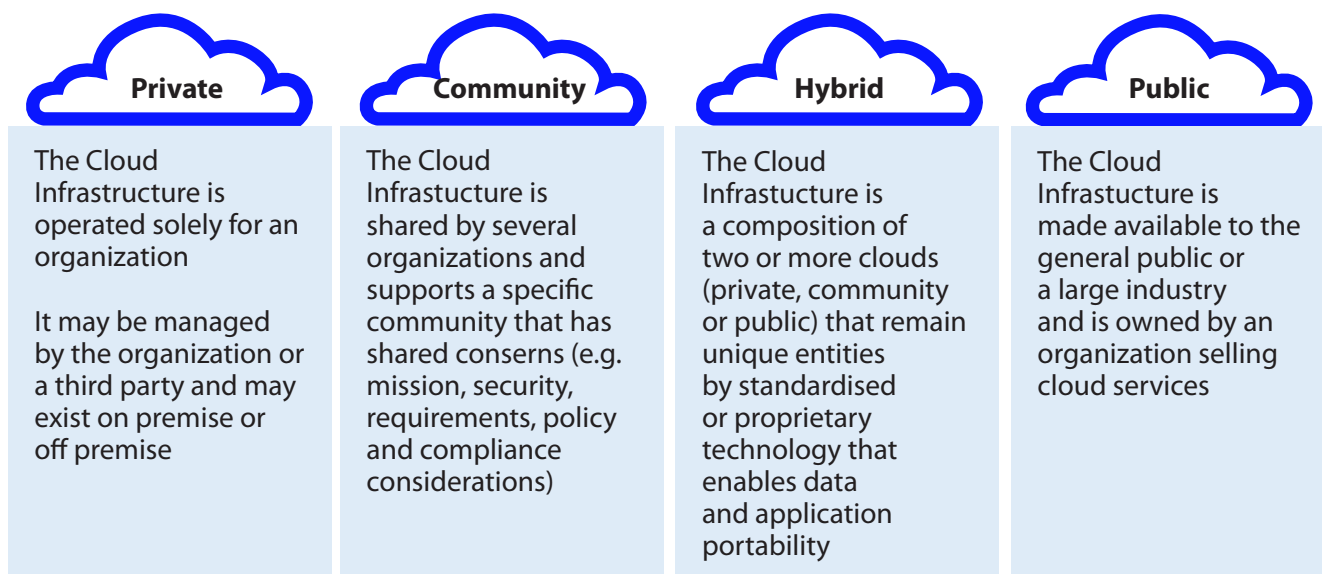 Private
The Cloud
Infrastructure is
operated solely for an
organization
It may be managed
by the organization or
a third party and may
exist on premise or
off premise
Community
The Cloud
Infrastucture is
shared by several
organizations and
supports a specific
community that has
shared conserns (e.g.
mission, security,
requirements, policy
and compliance
considerations)
Hybrid
The Cloud
Infrastucture is
a composition of
two or more clouds
(private, community
or public) that remain
unique entities
by standardised
or proprietary
technology that
enables data
and application
portability
Public
The Cloud
Infrastucture is
made available to the
general public or
a large industry
and is owned by an
organization selling
cloud services